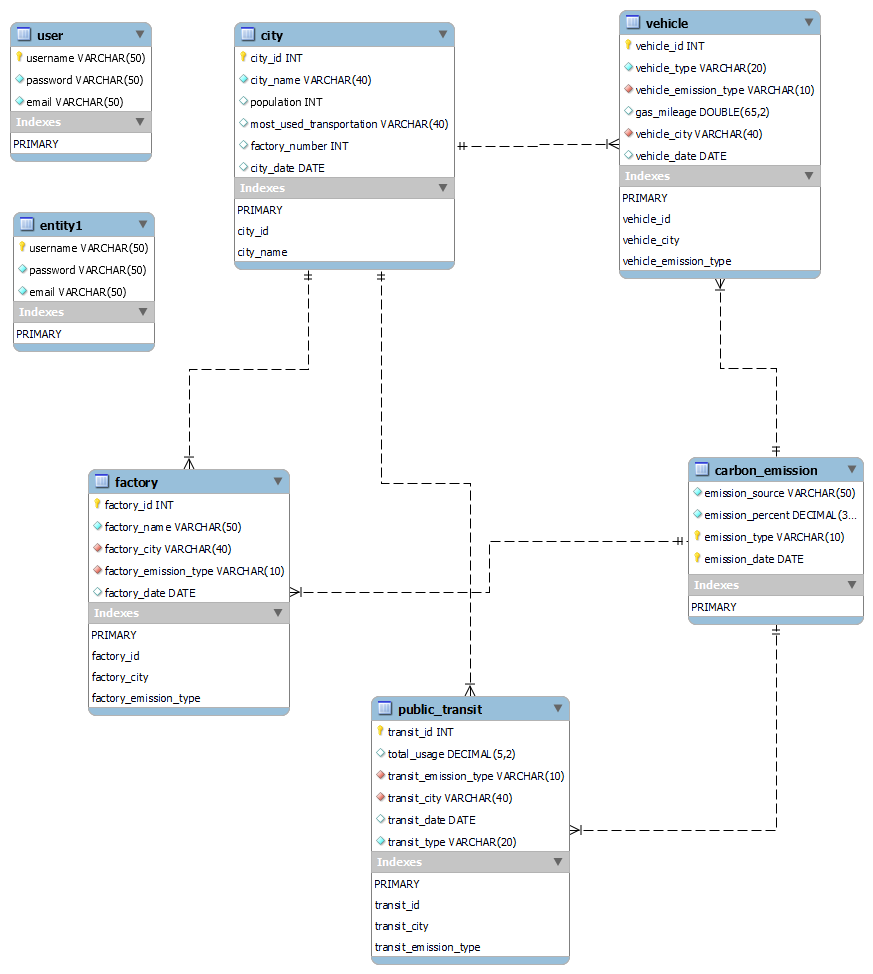 user
username VARCHAR(50)
password VARCHAR(50)
email VARCHAR(50)
Indexes
PRIMARY
entity1
username VARCHAR(50)
password VARCHAR(50)
email VARCHAR(50)
Indexes
PRIMARY
city
city_id INT
city_name VARCHAR(40)
population INT
most_used_transportation VARCHAR(40)
factory_number INT
city_date DATE
Indexes
PRIMARY
city_id
city_name
vehicle
vehicle_id INT
vehicle_type VARCHAR(20)
vehicle_emission_type VARCHAR(10)
gas_mileage DOUBLE(65,2)
vehicle_city VARCHAR(40)
vehicle_date DATE
Indexes
PRIMARY
vehicle_id
vehicle_city
vehicle_emission_type
factory
factory_id INT
factory_name VARCHAR(50)
factory_city VARCHAR(40)
factory_emission_type VARCHAR(10)
factory_date DATE
Indexes
PRIMARY
factory_id
factory_city
factory_emission_type
carbon_emission
emission_source VARCHAR(50)
emission_percent DECIMAL(3...
emission_type VARCHAR(10)
emission_date DATE
Indexes
PRIMARY
public_transit
transit_id INT
total_usage DECIMAL(5,2)
transit_emission_type VARCHAR(10)
transit_city VARCHAR(40)
transit_date DATE
transit_type VARCHAR(20)
Indexes
PRIMARY
transit_id
transit_city
transit_emission_type